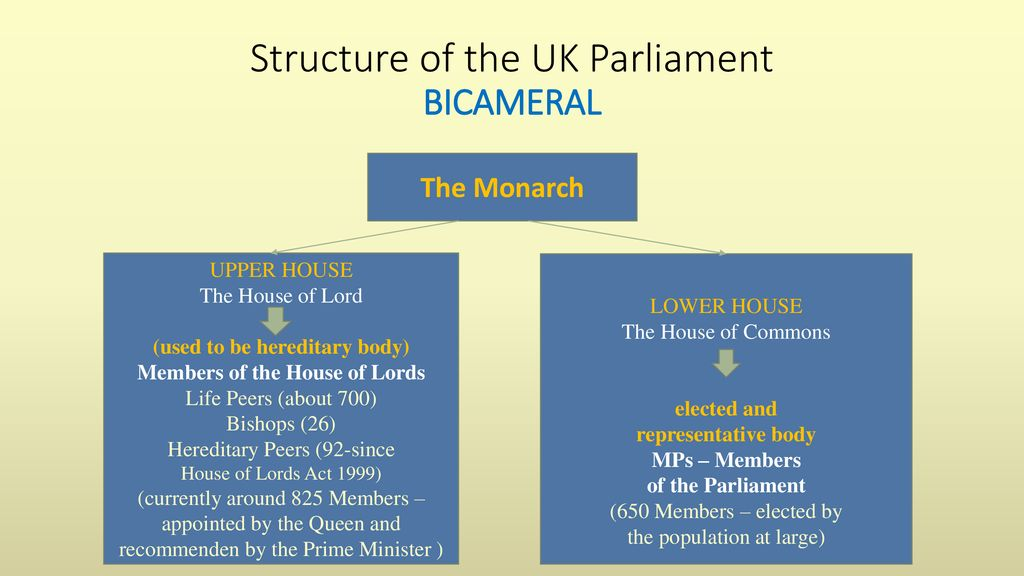 Structure of the UK Parliament
BICAMERAL
The Monarch
UPPER HOUSE
The House of Lord
(used to be hereditary body)
Members of the House of Lords
Life Peers (about 700)
Bishops (26)
Hereditary Peers (92-since
House of Lords Act 1999)
(currently around 825 Members –
appointed by the Queen and
recommenden by the Prime Minister )
LOWER HOUSE
The House of Commons
elected and
representative body
MPs – Members
of the Parliament
(650 Members – elected by
the population at large)